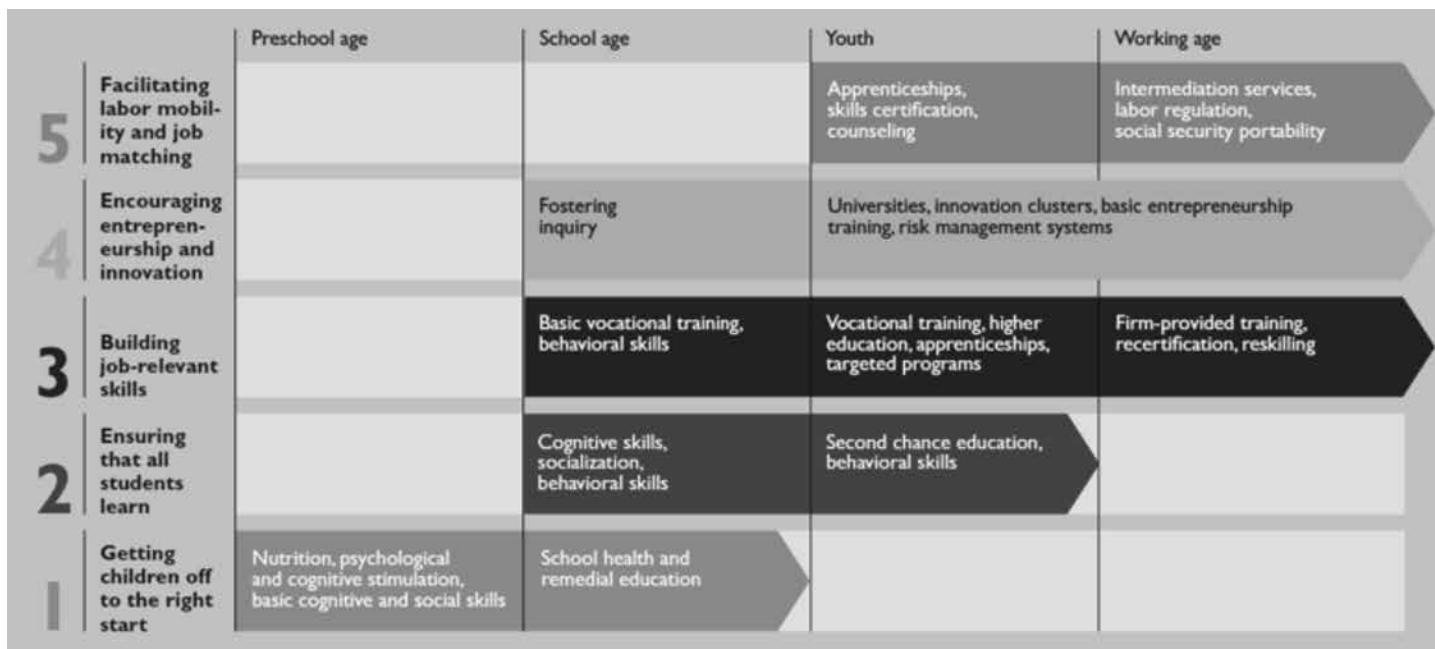 Preschool age
School age
Youth
Working age
5
Facilitating
labor mobil-
ity and job
matching
Apprenticeships,
skills certification,
counseling
Intermediation services,
labor regulation,
social security portability
4
Encouraging
entrepren-
eurship and
innovation
Fostering
inquiry
Universities, innovation clusters, basic entrepreneurship
training, risk management systems
3
Building
job-relevant
skills
Basic vocational training,
behavioral skills
Vocational training, higher
education, apprenticeships,
targeted programs
Firm-provided training,
recertification, reskilling
2
Ensuring
that all
students
learn
Cognitive skills,
socialization,
behavioral skills
Second chance education,
behavioral skills
1
Getting
children off
to the right
start
Nutrition, psychological
and cognitive stimulation,
basic cognitive and social skills
School health and
remedial education